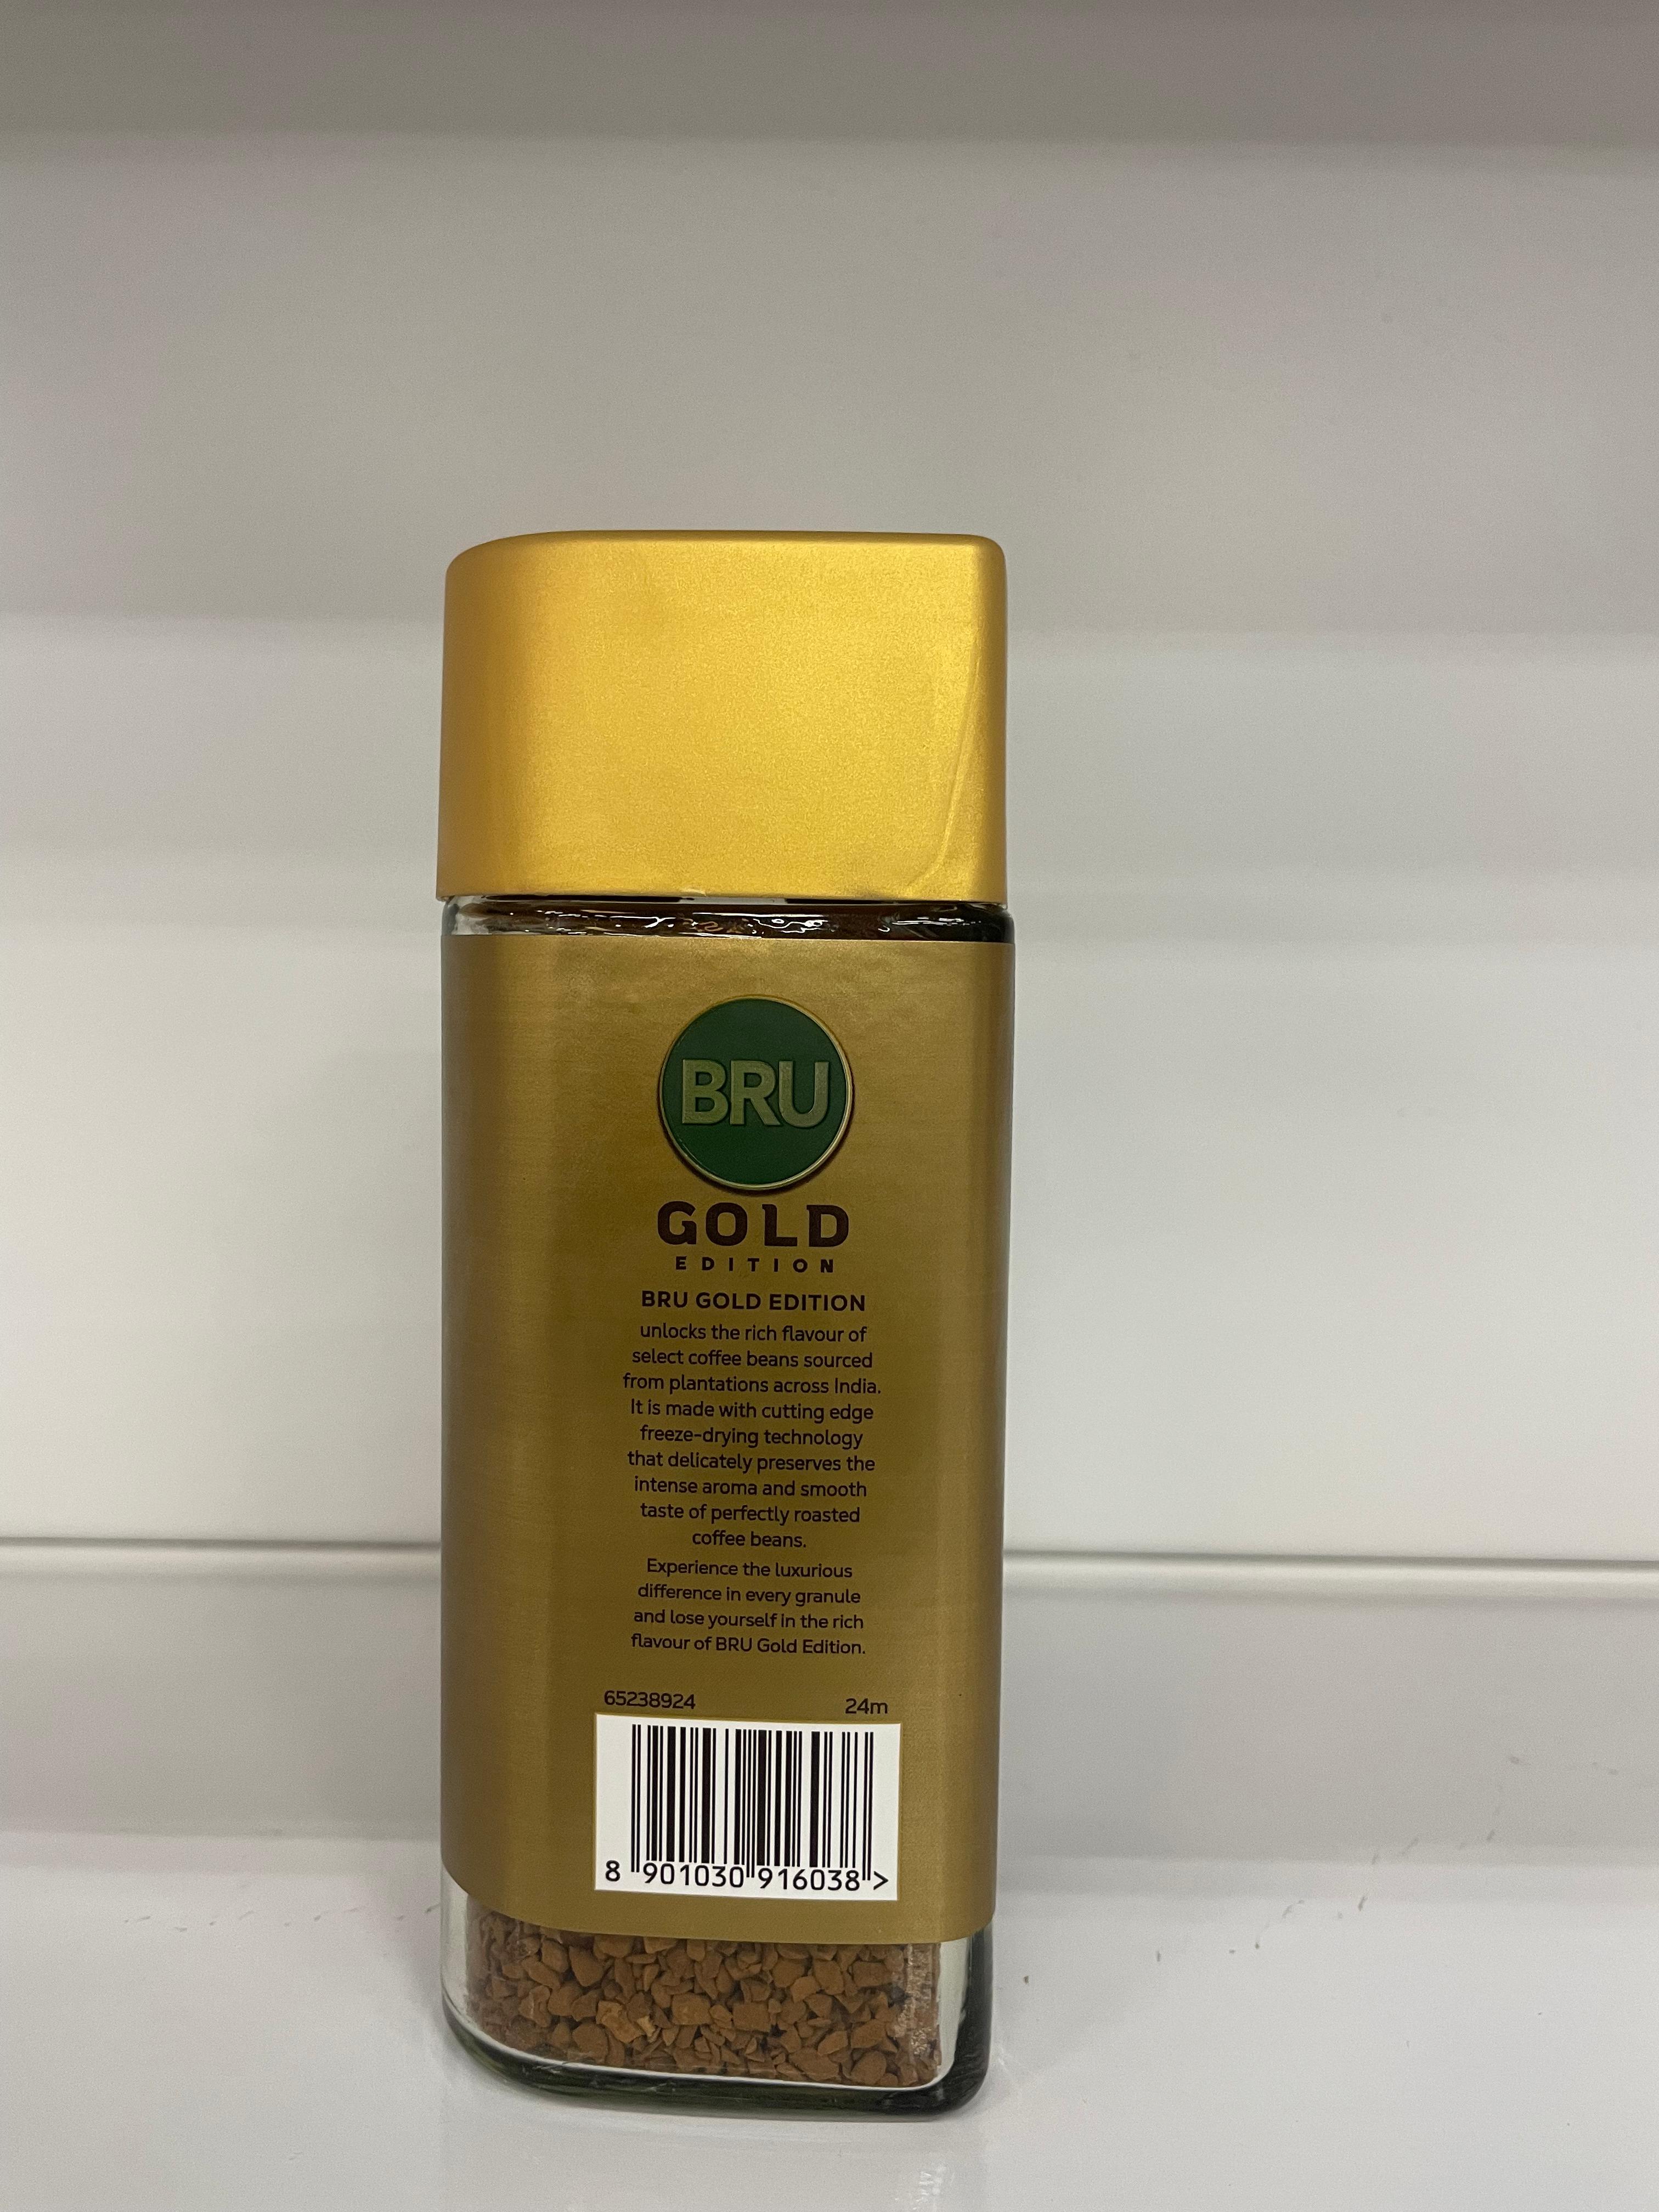 BRU
GOLD
EDITION
BRU GOLD EDITION
unlocks the rich flavour of
select coffee beans sourced
from plantations across India.
It is made with cutting edge
freeze-drying technology
that delicately preserves the
intense aroma and smooth
taste of perfectly roasted
coffee beans.
Experience the luxurious
difference in every granule
and lose yourself in the rich
flavour of BRU Gold Edition.
65238924 24m
8 901030 916038 >